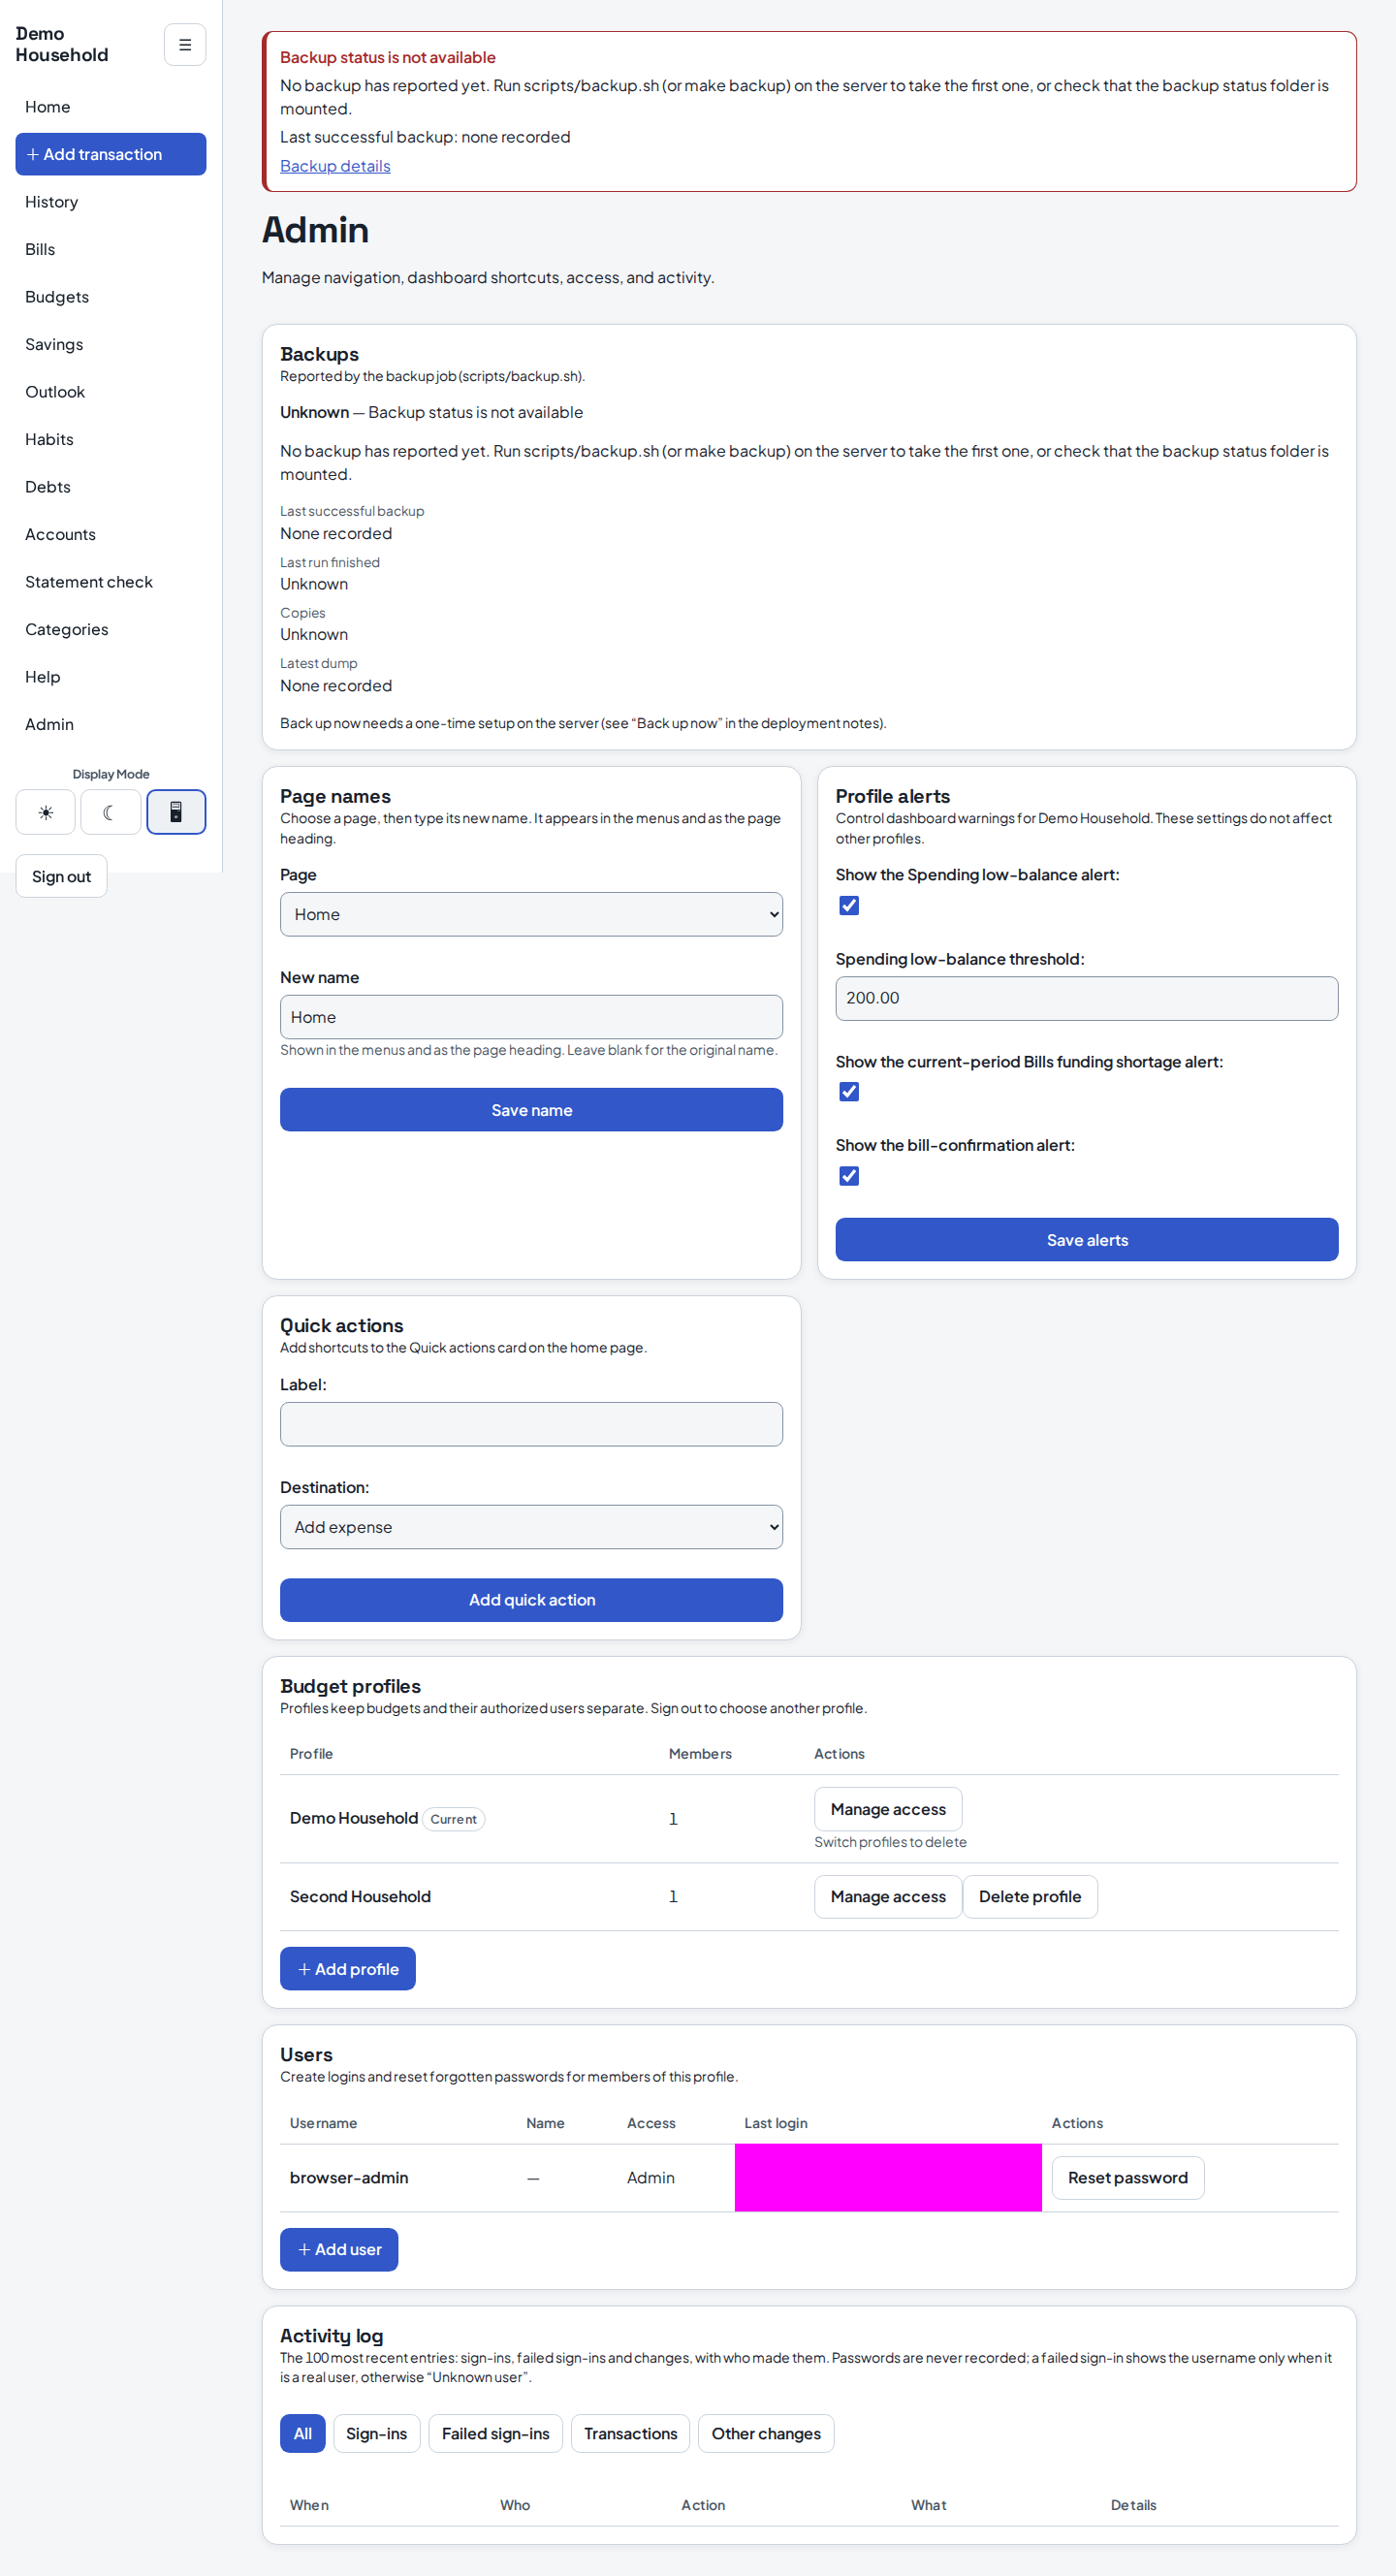 Demo
Household
☰
Home
+ Add transaction
History
Bills
Budgets
Savings
Outlook
Habits
Debts
Accounts
Statement check
Categories
Help
Admin
Display Mode
Sign out
Backup status is not available
No backup has reported yet. Run scripts/backup.sh (or make backup) on the server to take the first one, or check that the backup status folder is
mounted.
Last successful backup: none recorded
Backup details
Admin
Manage navigation, dashboard shortcuts, access, and activity.
Backups
Reported by the backup job (scripts/backup.sh).
Unknown — Backup status is not available
No backup has reported yet. Run scripts/backup.sh (or make backup) on the server to take the first one, or check that the backup status folder is
mounted.
Last successful backup
None recorded
Last run finished
Unknown
Copies
Unknown
Latest dump
None recorded
Back up now needs a one-time setup on the server (see “Back up now” in the deployment notes).
Page names
Choose a page, then type its new name. It appears in the menus and as the page
heading.
Page
Home
New name
Home
Shown in the menus and as the page heading. Leave blank for the original name.
Save name
Profile alerts
Control dashboard warnings for Demo Household. These settings do not affect
other profiles.
Show the Spending low-balance alert:
Spending low-balance threshold:
200.00
Show the current-period Bills funding shortage alert:
Show the bill-confirmation alert:
Save alerts
Quick actions
Add shortcuts to the Quick actions card on the home page.
Label:
Destination:
Add expense
Add quick action
Budget profiles
Profiles keep budgets and their authorized users separate. Sign out to choose another profile.
Profile Members Actions
Demo Household Current 1 Manage access
Switch profiles to delete
Second Household 1 Manage access Delete profile
+ Add profile
Users
Create logins and reset forgotten passwords for members of this profile.
Username Name Access Last login Actions
browser-admin — Admin Reset password
+ Add user
Activity log
The 100 most recent entries: sign-ins, failed sign-ins and changes, with who made them. Passwords are never recorded; a failed sign-in shows the username only when it
is a real user, otherwise “Unknown user”.
All Sign-ins Failed sign-ins Transactions Other changes
When Who Action What Details